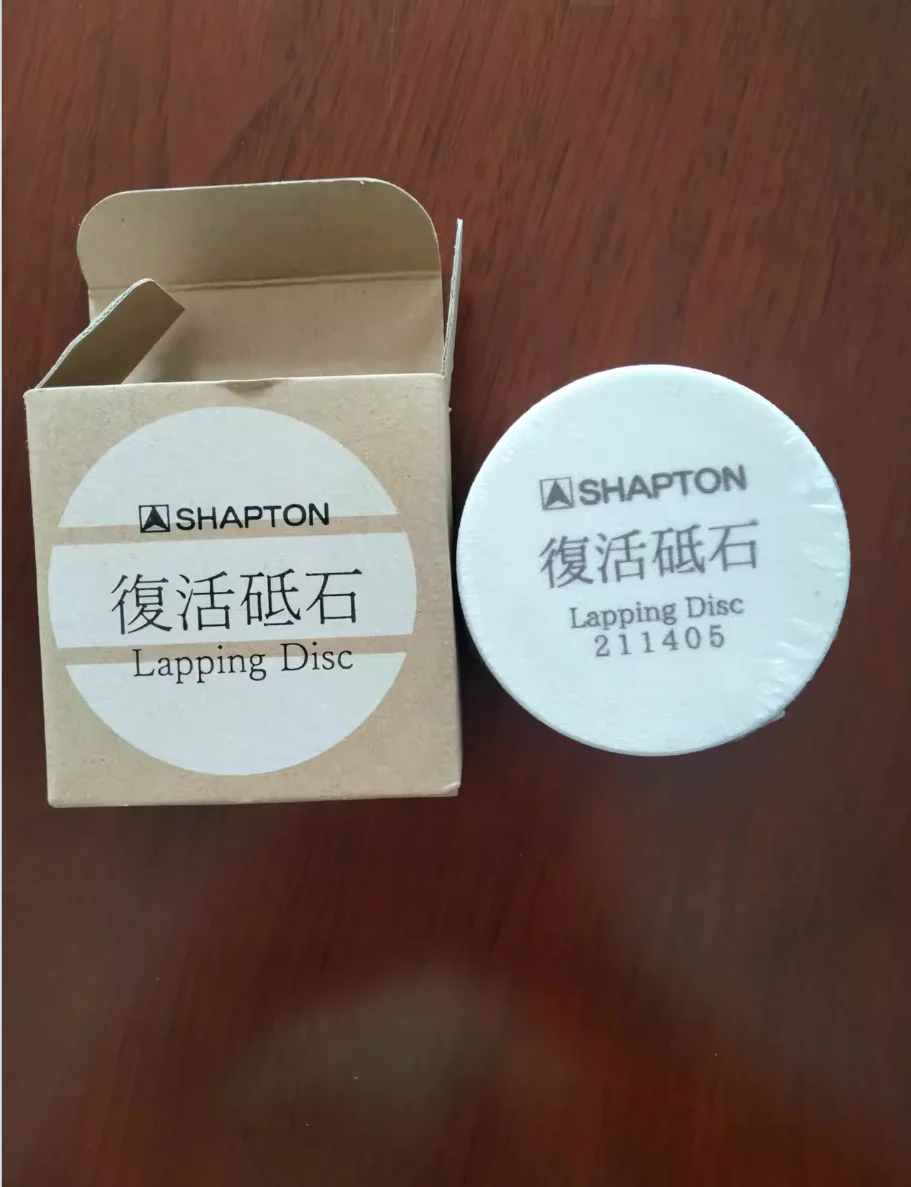 SHAPTON
復活砥石
Lapping Disc
SHAPTON
復活砥石
Lapping Disc
211405